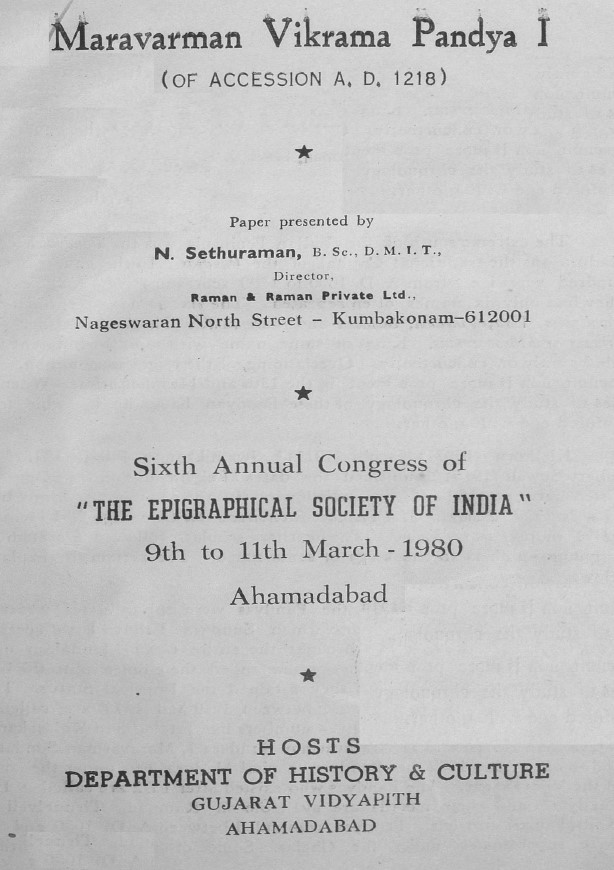 Maravarman Vikrama Pandya I
(OF ACCESSION A. D. 1218)
Paper presented by
N. Sethuraman, B. Sc., D. M. I. T.,
Director,
Raman & Raman Private Ltd.,
Nageswaran North Street – Kumbakonam–612001
Sixth Annual Congress of
"THE EPIGRAPHICAL SOCIETY OF INDIA"
9th to 11th March - 1980
Ahamadabad
HOSTS
DEPARTMENT OF HISTORY & CULTURE
GUJARAT VIDYAPITH
AHAMADABAD